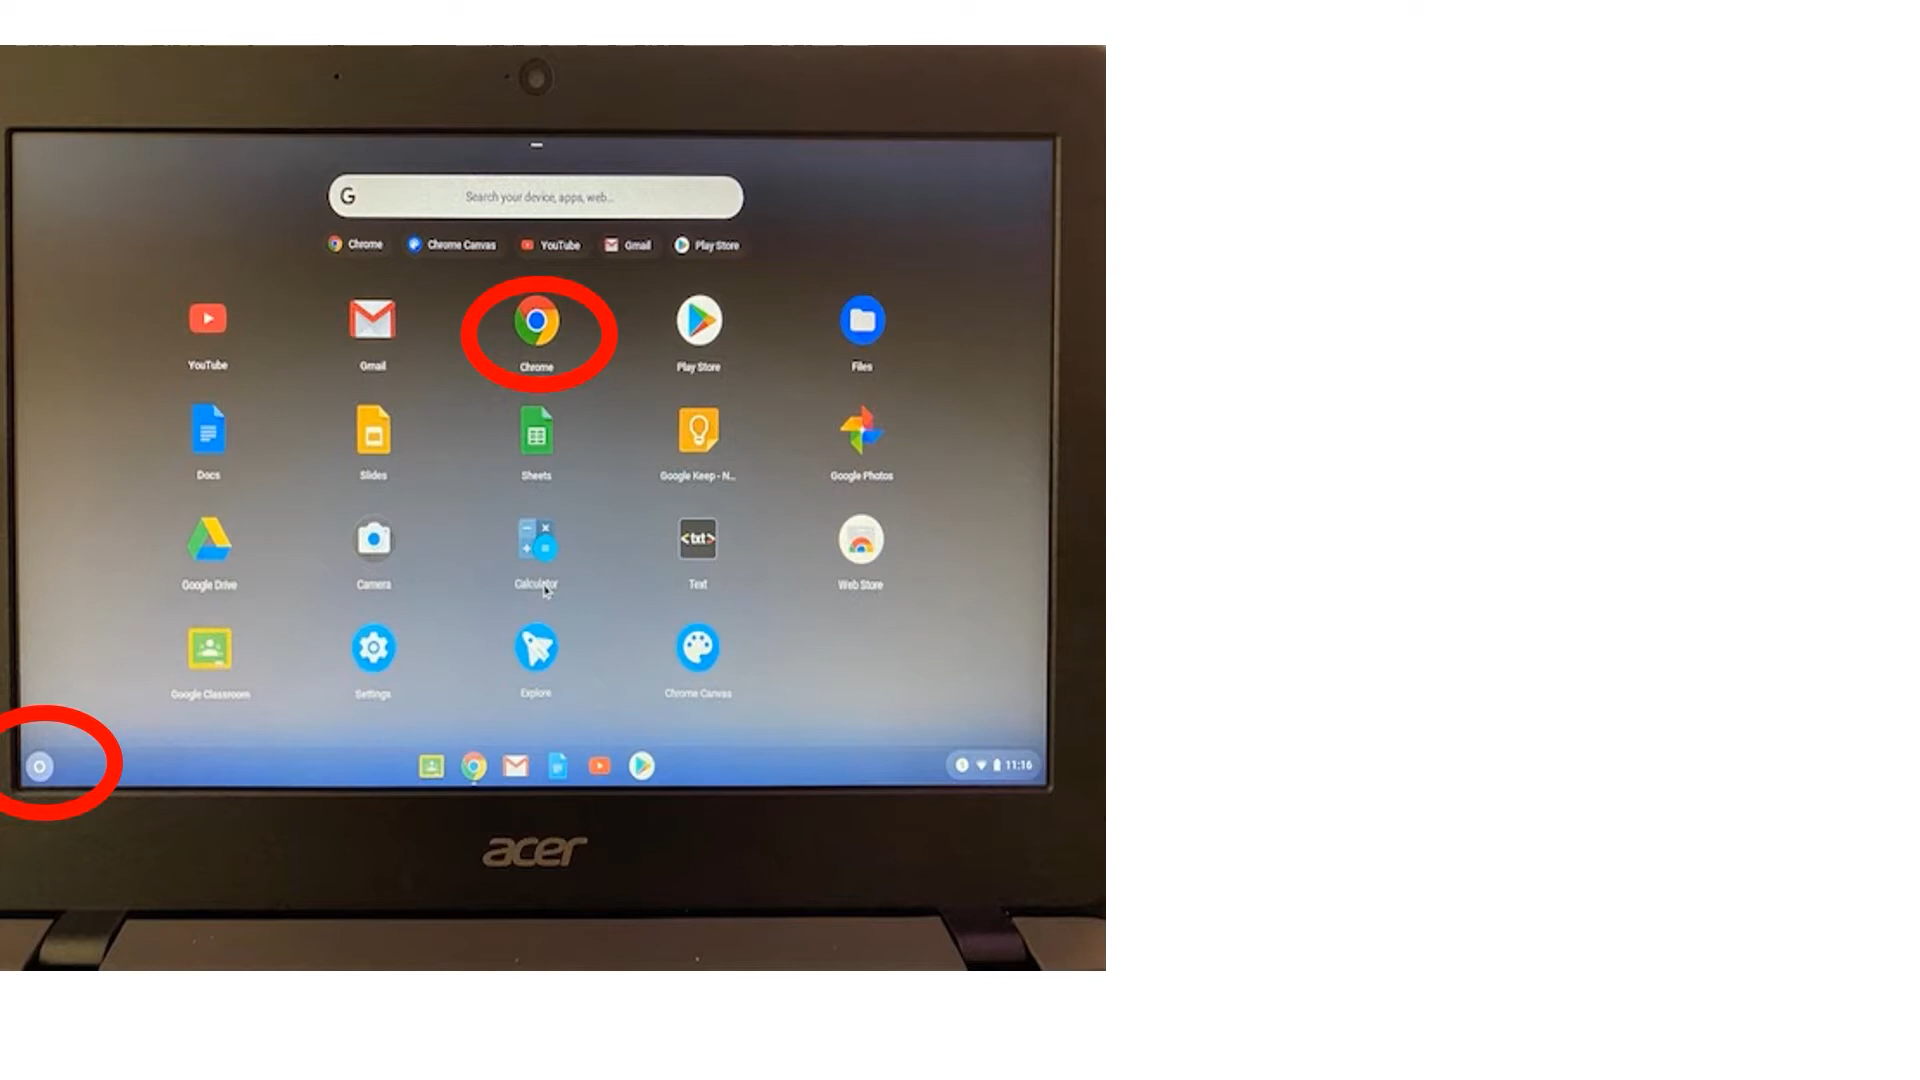 G Search your device, apps, web...
Chrome Chrome Canvas YouTube Gmail Play Store
YouTube Gmail Chrome Play Store Files
Docs Slides Sheets Google Keep - N... Google Photos
<txt>
Google Drive Camera Calculator Text Web Store
Google Classroom Settings Explore Chrome Canvas
11:16
acer